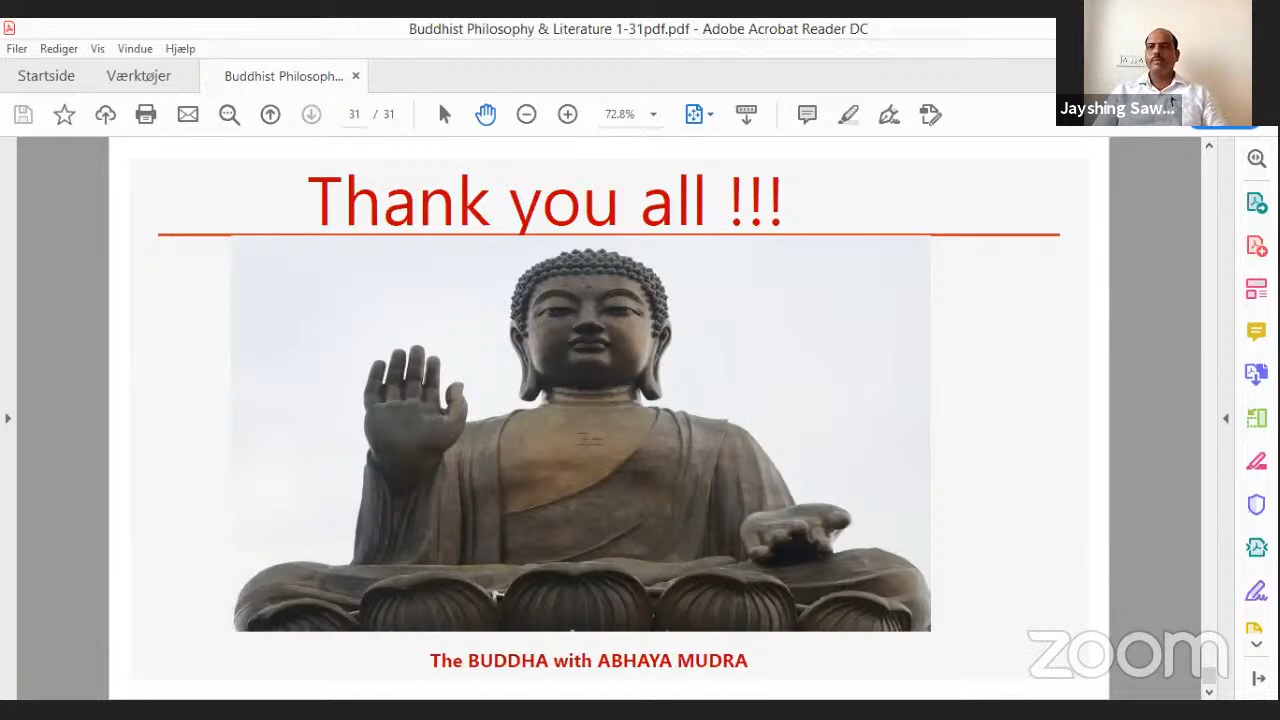 Buddhist Philosophy & Literature 1-31pdf.pdf - Adobe Acrobat Reader DC
Filer Rediger Vis Vindue Hjælp
Startside Værktøjer Buddhist Philosoph... ×
31 / 31 72.8%
Jayshing Saw...
Thank you all !!!
The BUDDHA with ABHAYA MUDRA
zoom